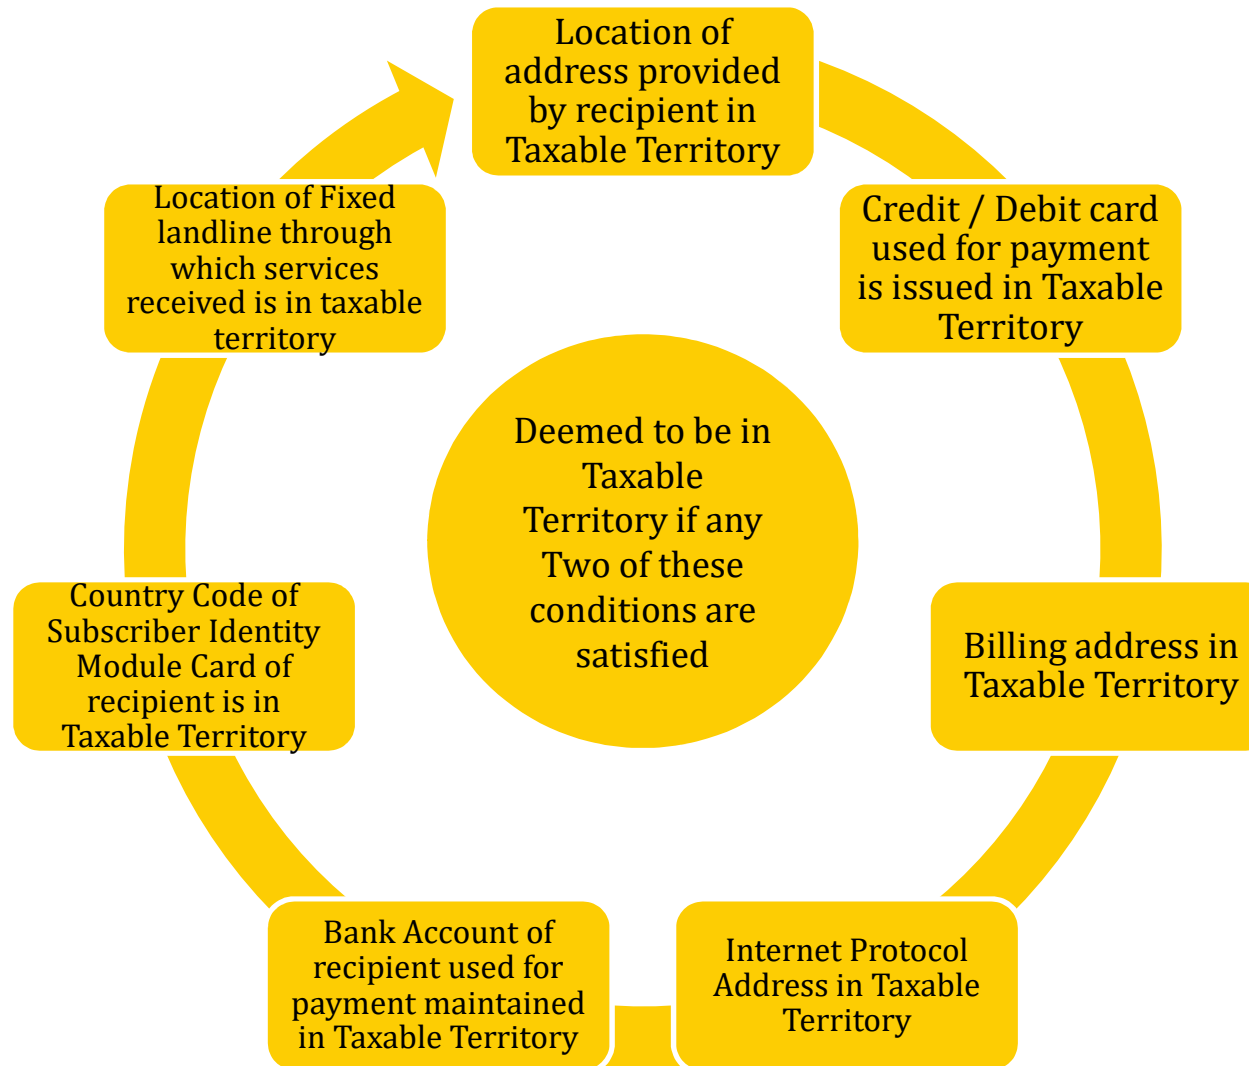 Location of
address provided
by recipient in
Taxable Territory
Credit / Debit card
used for payment
is issued in Taxable
Territory
Billing address in
Taxable Territory
Internet Protocol
Address in Taxable
Territory
Bank Account of
recipient used for
payment maintained
in Taxable Territory
Country Code of
Subscriber Identity
Module Card of
recipient is in
Taxable Territory
Location of Fixed
landline through
which services
received is in taxable
territory
Deemed to be in
Taxable
Territory if any
Two of these
conditions are
satisfied